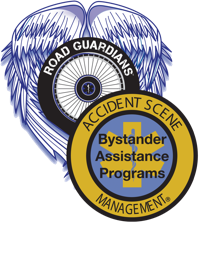 ROAD GUARDIANS
ACCIDENT SCENE
Bystander
Assistance
Programs
MANAGEMENT®